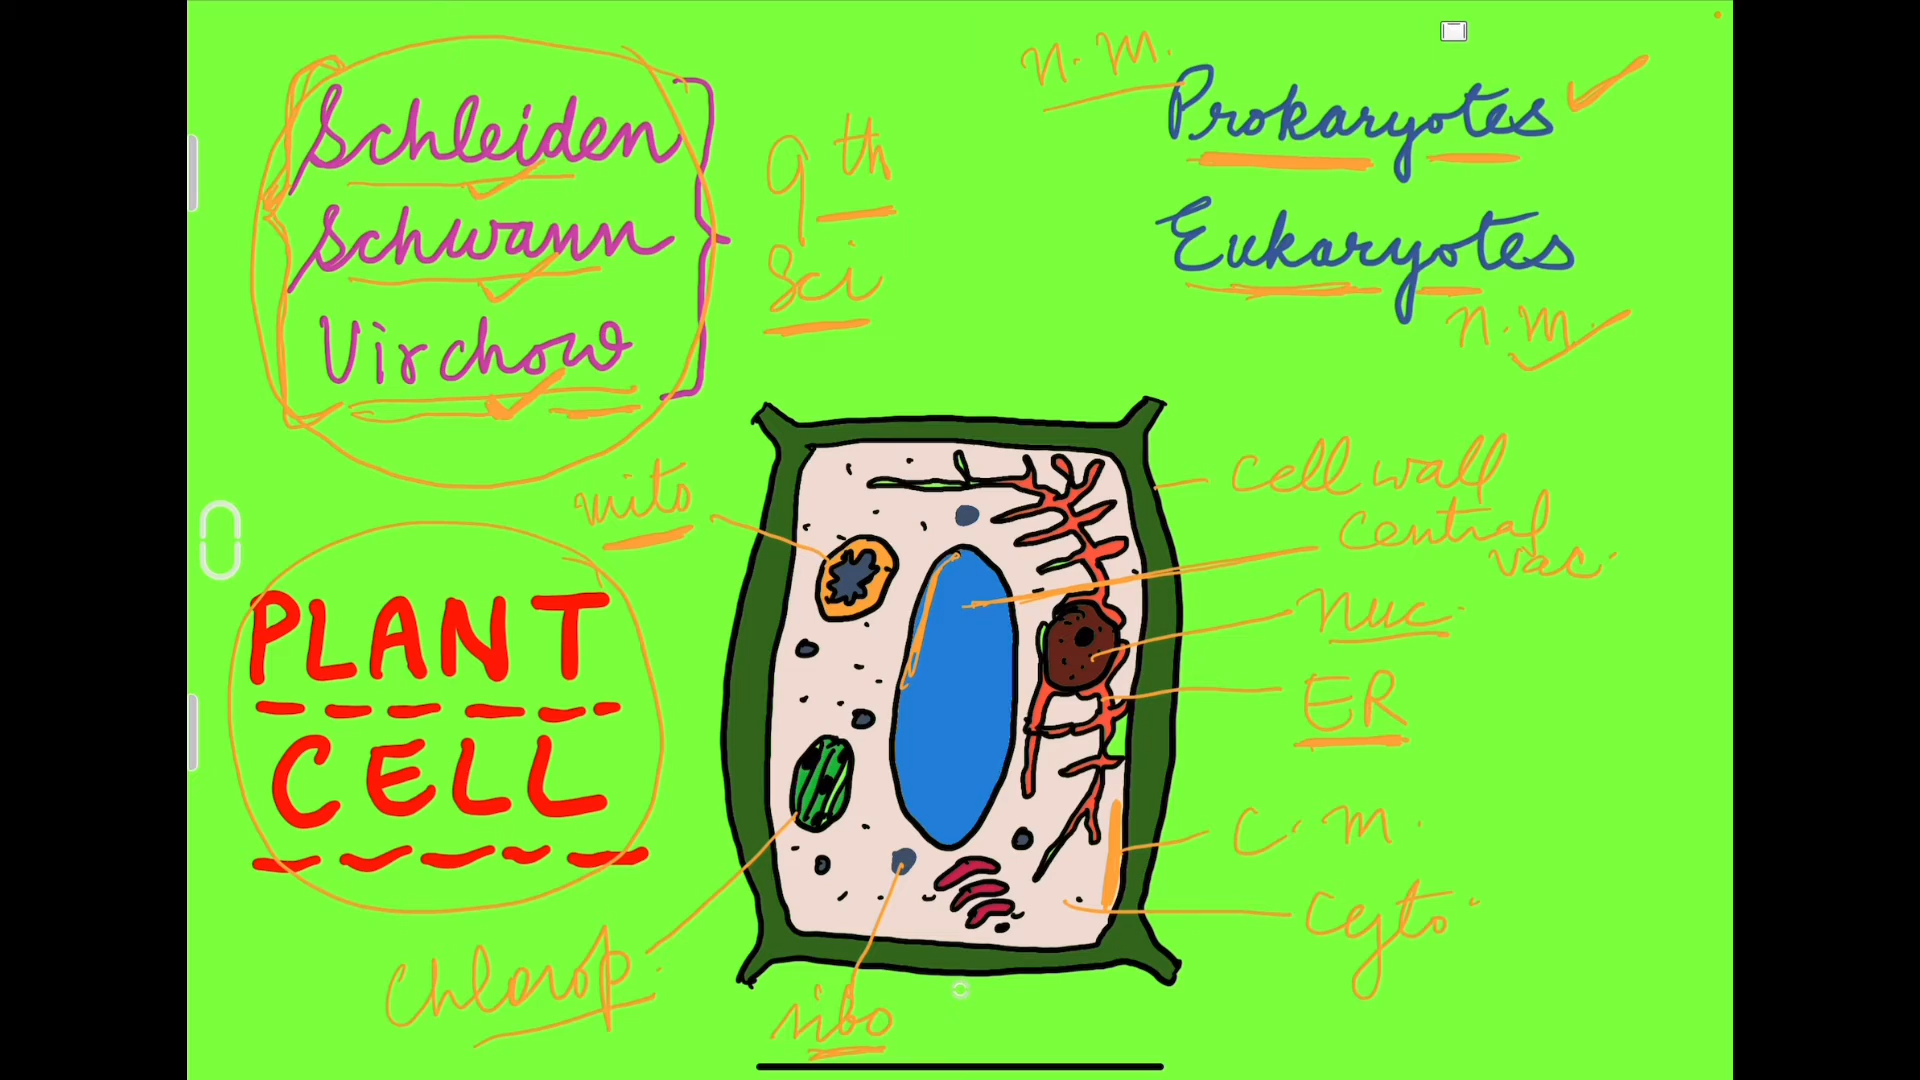 Schleiden
Schwann
Virchow
9th
Sci
n.m.
Prokaryotes
Eukaryotes
n.m.
PLANT
CELL
mito
cell wall
central
vac.
nuc.
ER
C.m.
cyto.
chlorop.
ribo